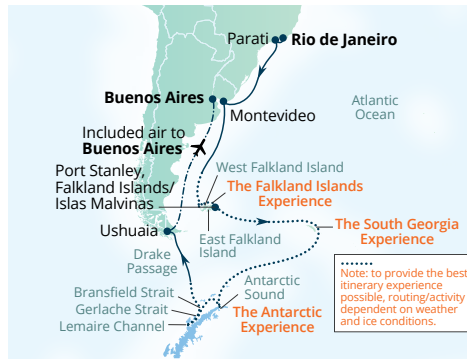 Parati
Rio de Janeiro
Buenos Aires
Montevideo
Atlantic
Ocean
Included air to
Buenos Aires
Port Stanley,
Falkland Islands/
Islas Malvinas
West Falkland Island
The Falkland Islands
Experience
The South Georgia
Experience
Ushuaia
East Falkland
Island
Drake
Passage
Antarctic
Sound
Bransfield Strait
Gerlache Strait
Lemaire Channel
The Antarctic
Experience
Note: to provide the best
itinerary experience
possible, routing/activity
dependent on weather
and ice conditions.